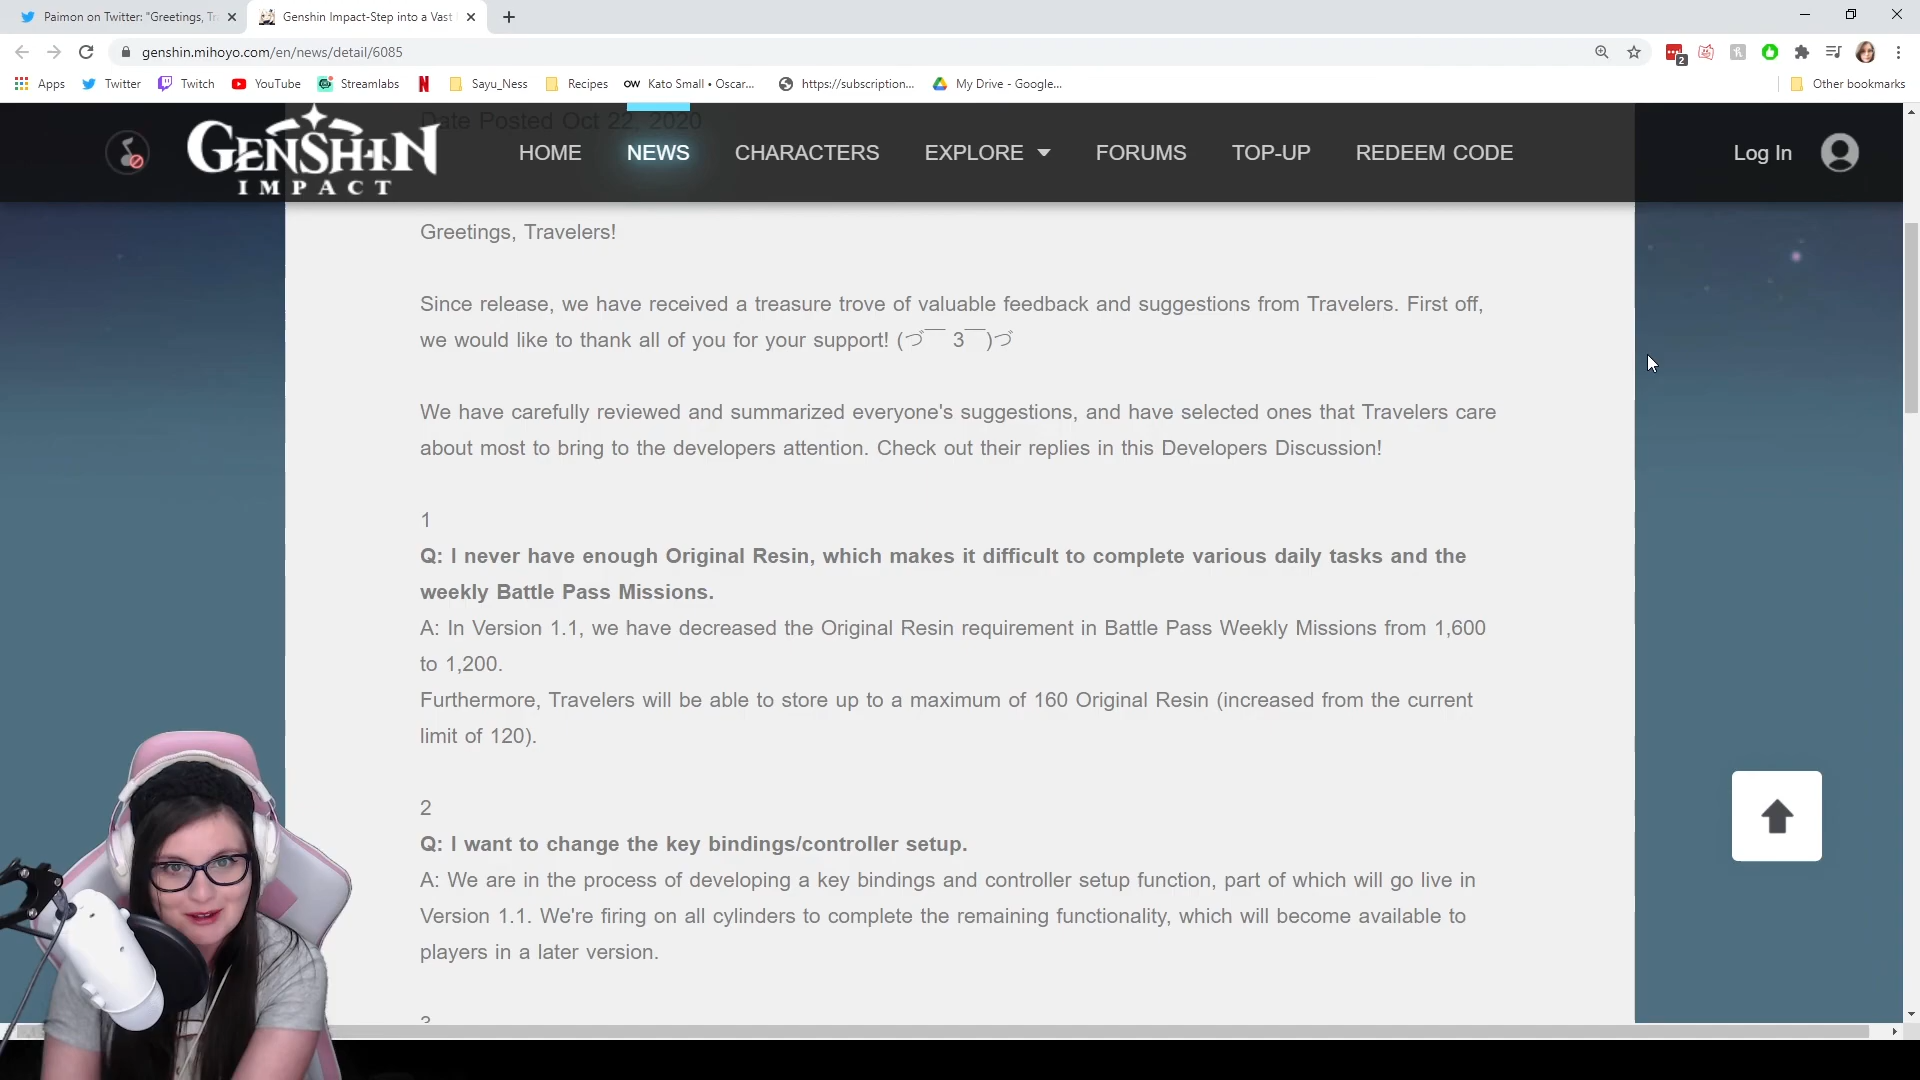 Paimon on Twitter: "Greetings, Tr
Genshin Impact-Step into a Vast
genshin.mihoyo.com/en/news/detail/6085
2
Apps
Twitter
Twitch
YouTube
Streamlabs
N
Sayu_Ness
Recipes
OW
Kato Small • Oscar...
https://subscription...
My Drive - Google...
Other bookmarks
Date Posted Oct 22, 2020
GENSHIN
IMPACT
HOME
NEWS
CHARACTERS
EXPLORE
FORUMS
TOP-UP
REDEEM CODE
Log In
Greetings, Travelers!
Since release, we have received a treasure trove of valuable feedback and suggestions from Travelers. First off,
we would like to thank all of you for your support! (づ￣ 3￣)づ
We have carefully reviewed and summarized everyone's suggestions, and have selected ones that Travelers care
about most to bring to the developers attention. Check out their replies in this Developers Discussion!
1
Q: I never have enough Original Resin, which makes it difficult to complete various daily tasks and the
weekly Battle Pass Missions.
A: In Version 1.1, we have decreased the Original Resin requirement in Battle Pass Weekly Missions from 1,600
to 1,200.
Furthermore, Travelers will be able to store up to a maximum of 160 Original Resin (increased from the current
limit of 120).
2
Q: I want to change the key bindings/controller setup.
A: We are in the process of developing a key bindings and controller setup function, part of which will go live in
Version 1.1. We're firing on all cylinders to complete the remaining functionality, which will become available to
players in a later version.
3